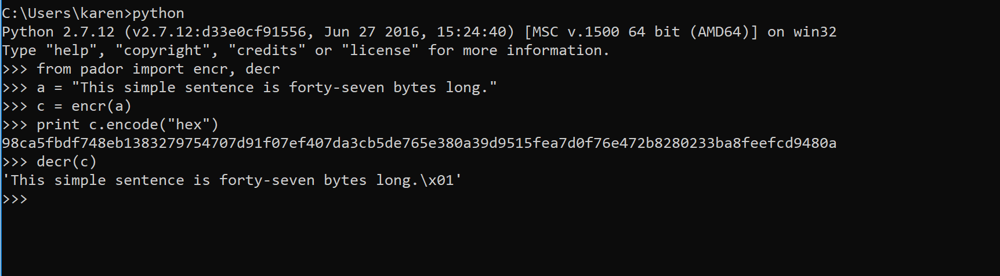 C:\Users\karen>python
Python 2.7.12 (v2.7.12:d33e0cf91556, Jun 27 2016, 15:24:40) [MSC v.1500 64 bit (AMD64)] on win32
Type "help", "copyright", "credits" or "license" for more information.
>>> from pador import encr, decr
>>> a = "This simple sentence is forty-seven bytes long."
>>> c = encr(a)
>>> print c.encode("hex")
98ca5fbdf748eb1383279754707d91f07ef407da3cb5de765e380a39d9515fea7d0f76e472b8280233ba8feefcd9480a
>>> decr(c)
'This simple sentence is forty-seven bytes long.\x01'
>>>